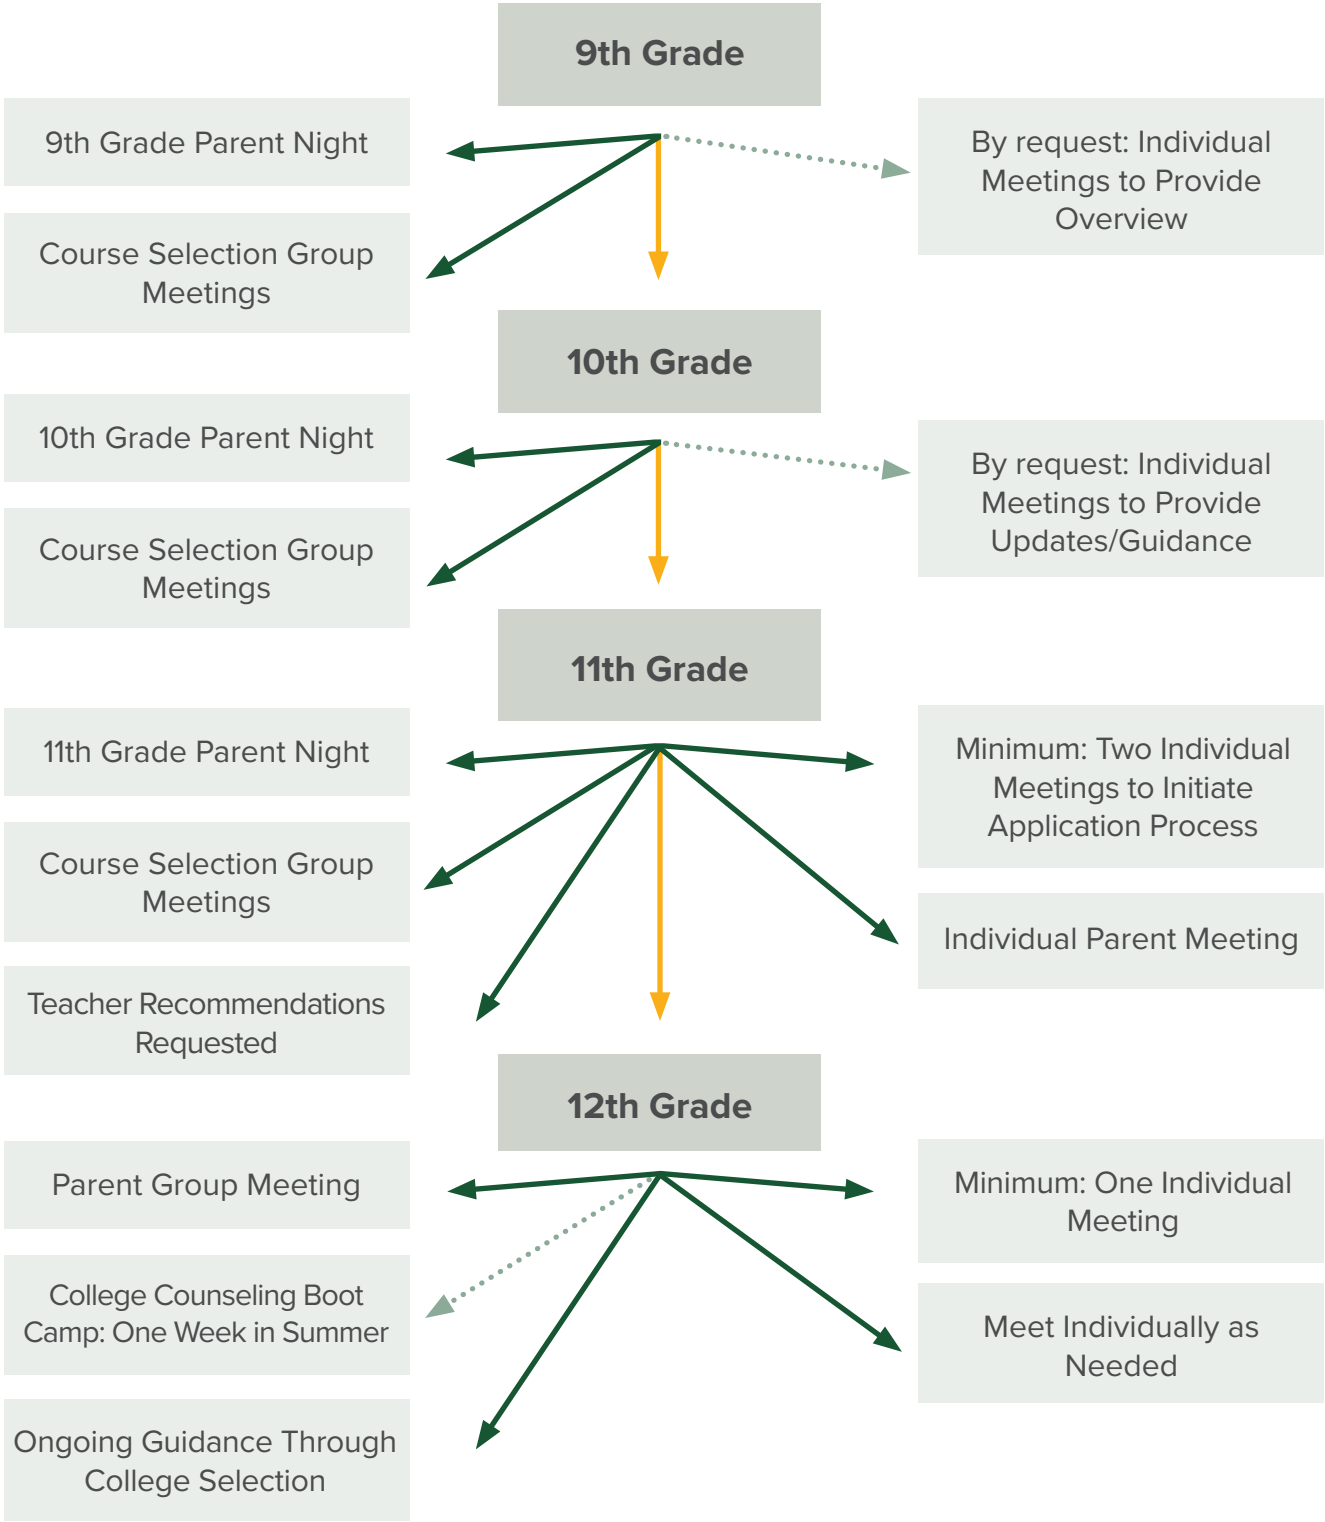 9th Grade
9th Grade Parent Night
Course Selection Group
Meetings
By request: Individual
Meetings to Provide
Overview
10th Grade
10th Grade Parent Night
Course Selection Group
Meetings
By request: Individual
Meetings to Provide
Updates/Guidance
11th Grade
11th Grade Parent Night
Course Selection Group
Meetings
Teacher Recommendations
Requested
Minimum: Two Individual
Meetings to Initiate
Application Process
Individual Parent Meeting
12th Grade
Parent Group Meeting
College Counseling Boot
Camp: One Week in Summer
Ongoing Guidance Through
College Selection
Minimum: One Individual
Meeting
Meet Individually as
Needed